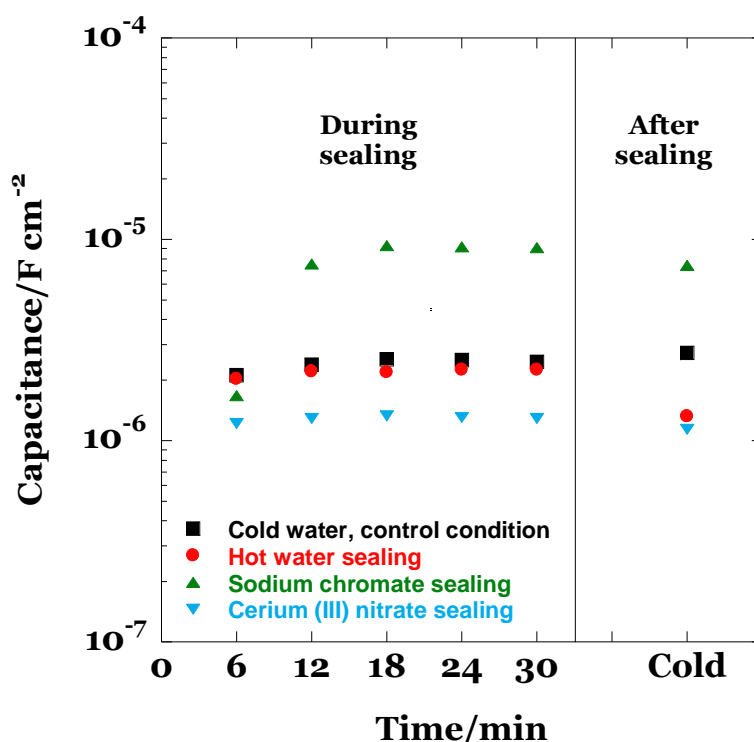 10⁻⁴
During
sealing
After
sealing
10⁻⁵
Capacitance/F cm⁻²
10⁻⁶
Cold water, control condition
Hot water sealing
Sodium chromate sealing
Cerium (III) nitrate sealing
10⁻⁷
0 6 12 18 24 30 Cold
Time/min